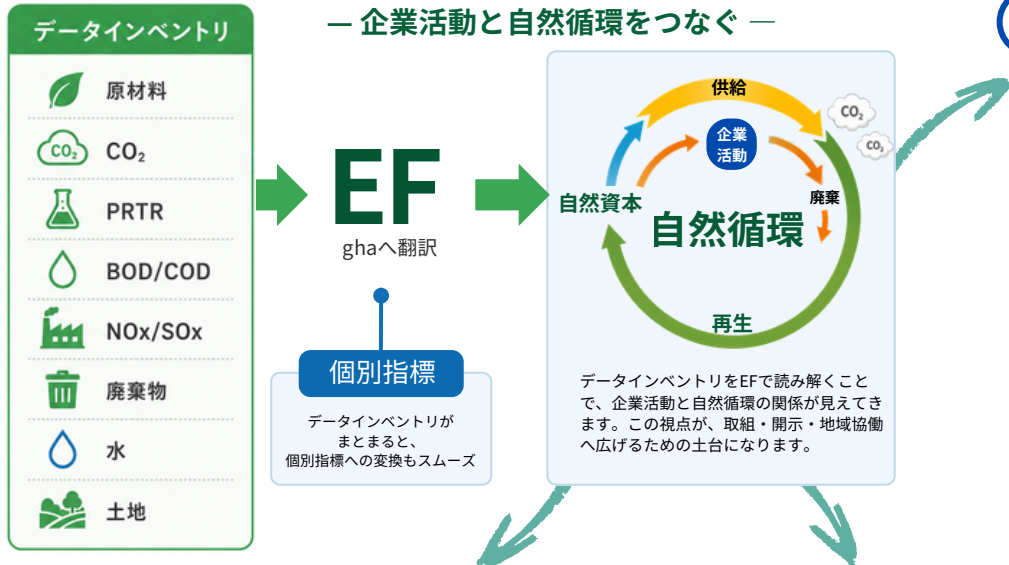 — 企業活動と自然循環をつなぐ —
データインベントリ
原材料
CO₂
CO₂
PRTR
BOD/COD
NOx/SOx
廃棄物
水
土地
EF
ghaへ翻訳
個別指標
データインベントリが
まとまると、
個別指標への変換もスムーズ
供給
企業
活動
CO₂
CO₂
自然資本
廃棄
自然循環
再生
データインベントリをEFで読み解くこと
で、企業活動と自然循環の関係が見えてき
ます。この視点が、取組・開示・地域協働
へ広げるための土台になります。